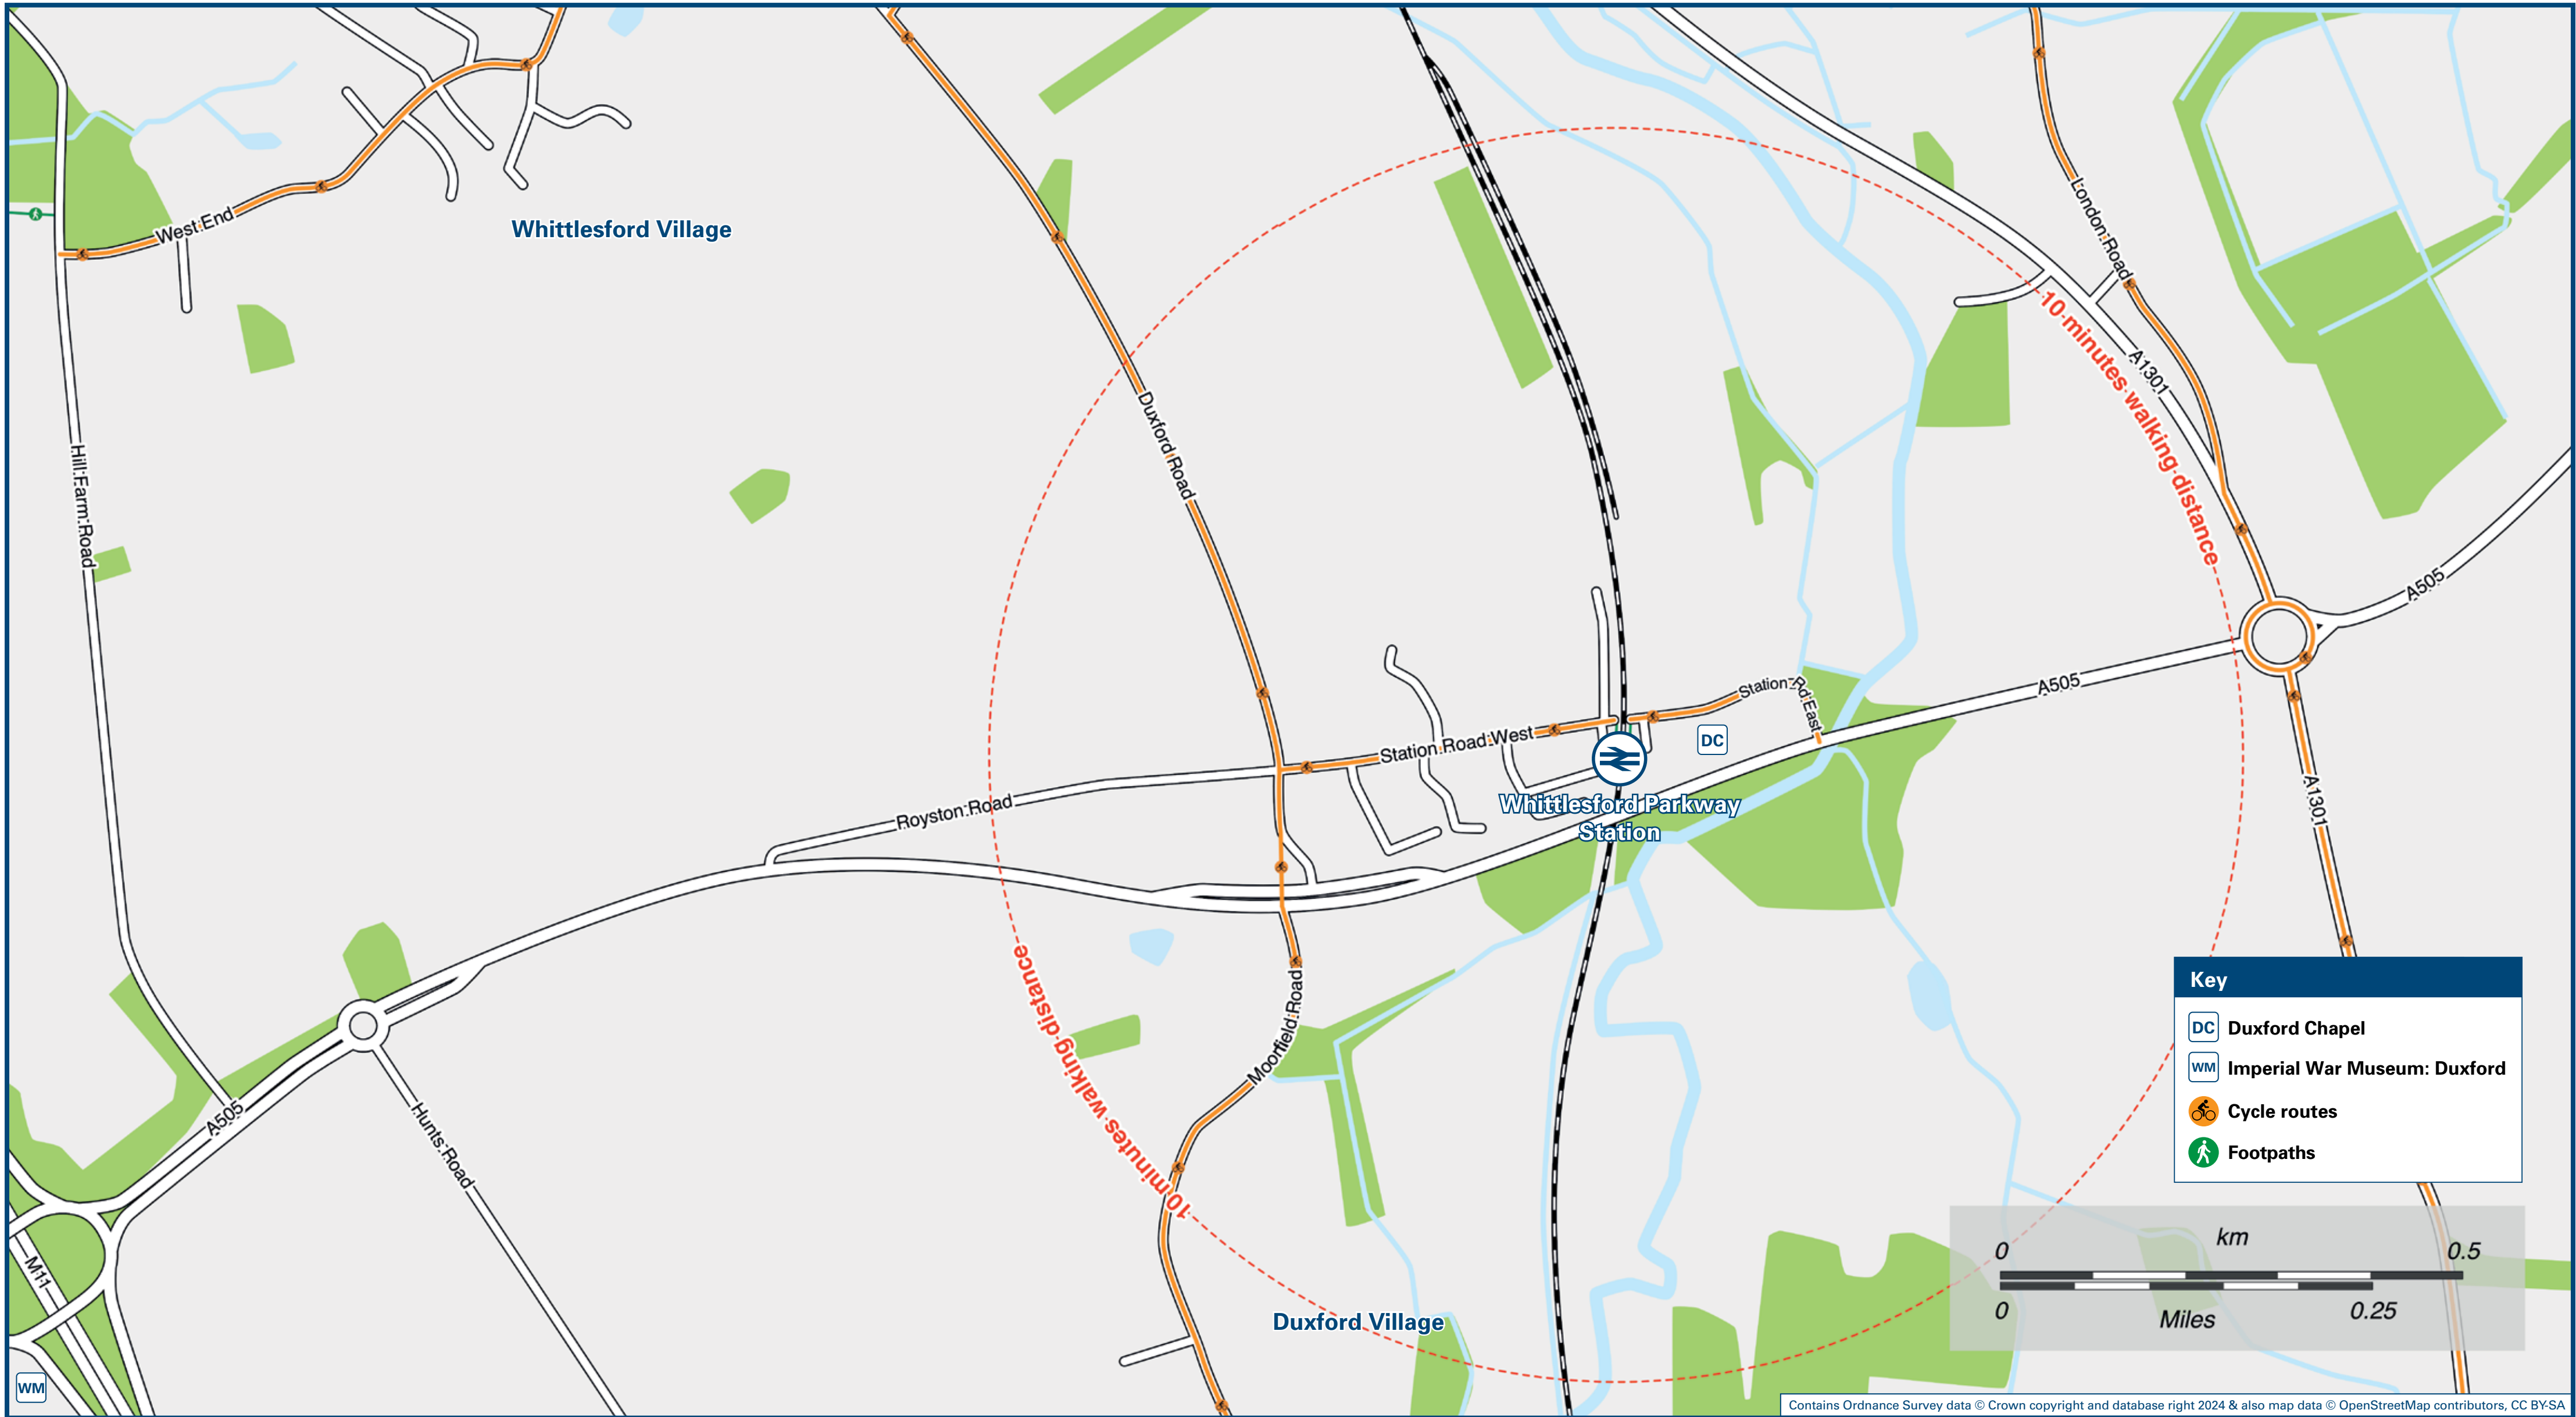 West End
Whittlesford Village
London Road
10 minutes walking distance
A1301
Duxford Road
Hill Farm Road
A505
Station Rd East
A505
Station Road West
DC
Royston Road
Whittlesford Parkway
Station
A1301
10 minutes walking distance
Moorfield Road
A505
Hunts Road
M11
Duxford Village
WM
Key
DC Duxford Chapel
WM Imperial War Museum: Duxford
Cycle routes
Footpaths
km
0 0.5
0 0.25
Miles
Contains Ordnance Survey data © Crown copyright and database right 2024 & also map data © OpenStreetMap contributors, CC BY-SA